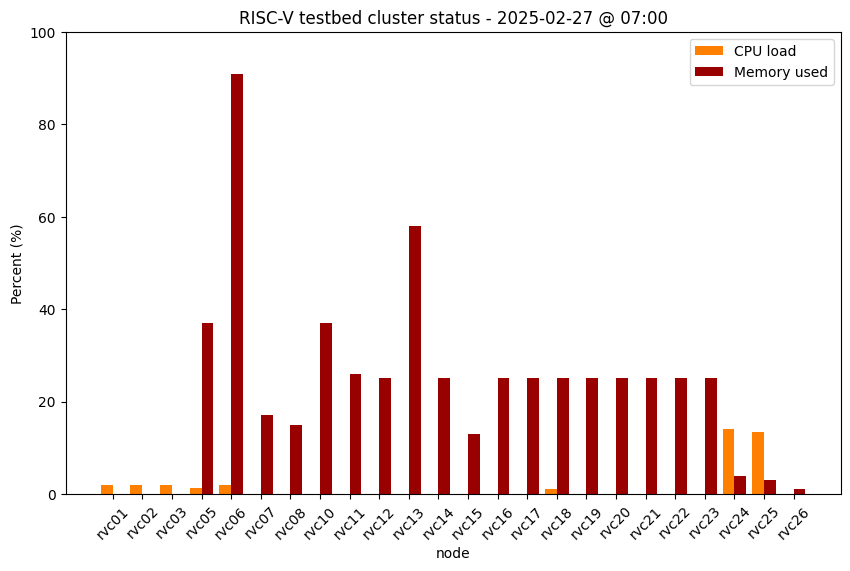 RISC-V testbed cluster status - 2025-02-27 @ 07:00
CPU load
Memory used
Percent (%)
100
80
60
40
20
0
rvc01
rvc02
rvc03
rvc05
rvc06
rvc07
rvc08
rvc10
rvc11
rvc12
rvc13
rvc14
rvc15
rvc16
rvc17
rvc18
rvc19
rvc20
rvc21
rvc22
rvc23
rvc24
rvc25
rvc26
node